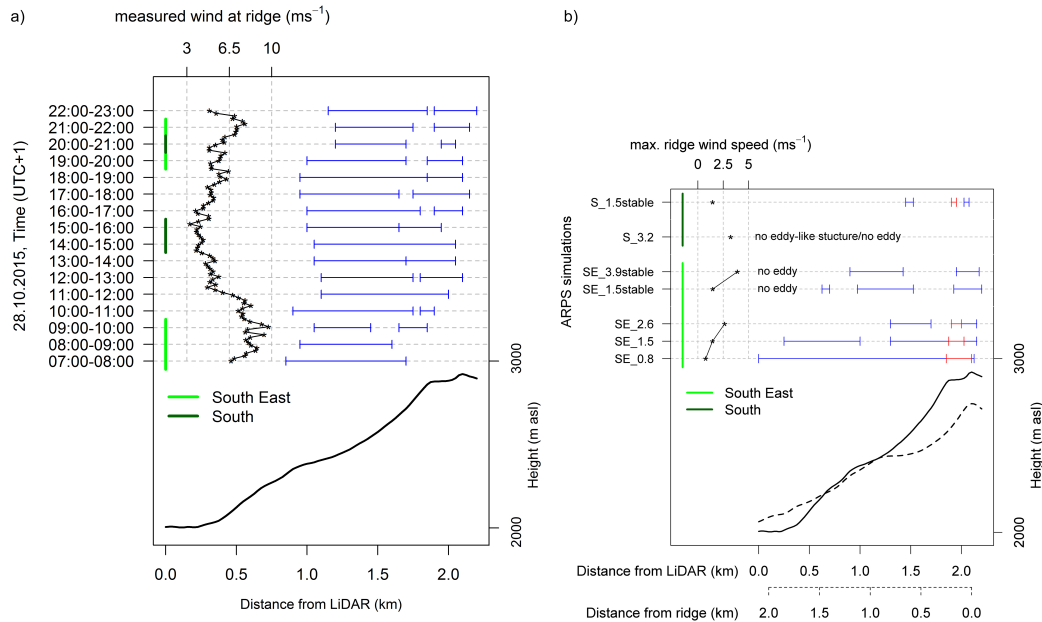 a)
measured wind at ridge (ms−1)
3 6.5 10
28.10.2015, Time (UTC+1)
22:00-23:00
21:00-22:00
20:00-21:00
19:00-20:00
18:00-19:00
17:00-18:00
16:00-17:00
15:00-16:00
14:00-15:00
13:00-14:00
12:00-13:00
11:00-12:00
10:00-11:00
09:00-10:00
08:00-09:00
07:00-08:00
South East
South
3000
2000
Height (m asl)
0.0 0.5 1.0 1.5 2.0
Distance from LiDAR (km)
b)
max. ridge wind speed (ms−1)
0 2.5 5
ARPS simulations
S_1.5stable
S_3.2 no eddy-like stucture/no eddy
SE_3.9stable no eddy
SE_1.5stable no eddy
SE_2.6
SE_1.5
SE_0.8
South East
South
3000
2000
Height (m asl)
Distance from LiDAR (km) 0.0 0.5 1.0 1.5 2.0
Distance from ridge (km) 2.0 1.5 1.0 0.5 0.0